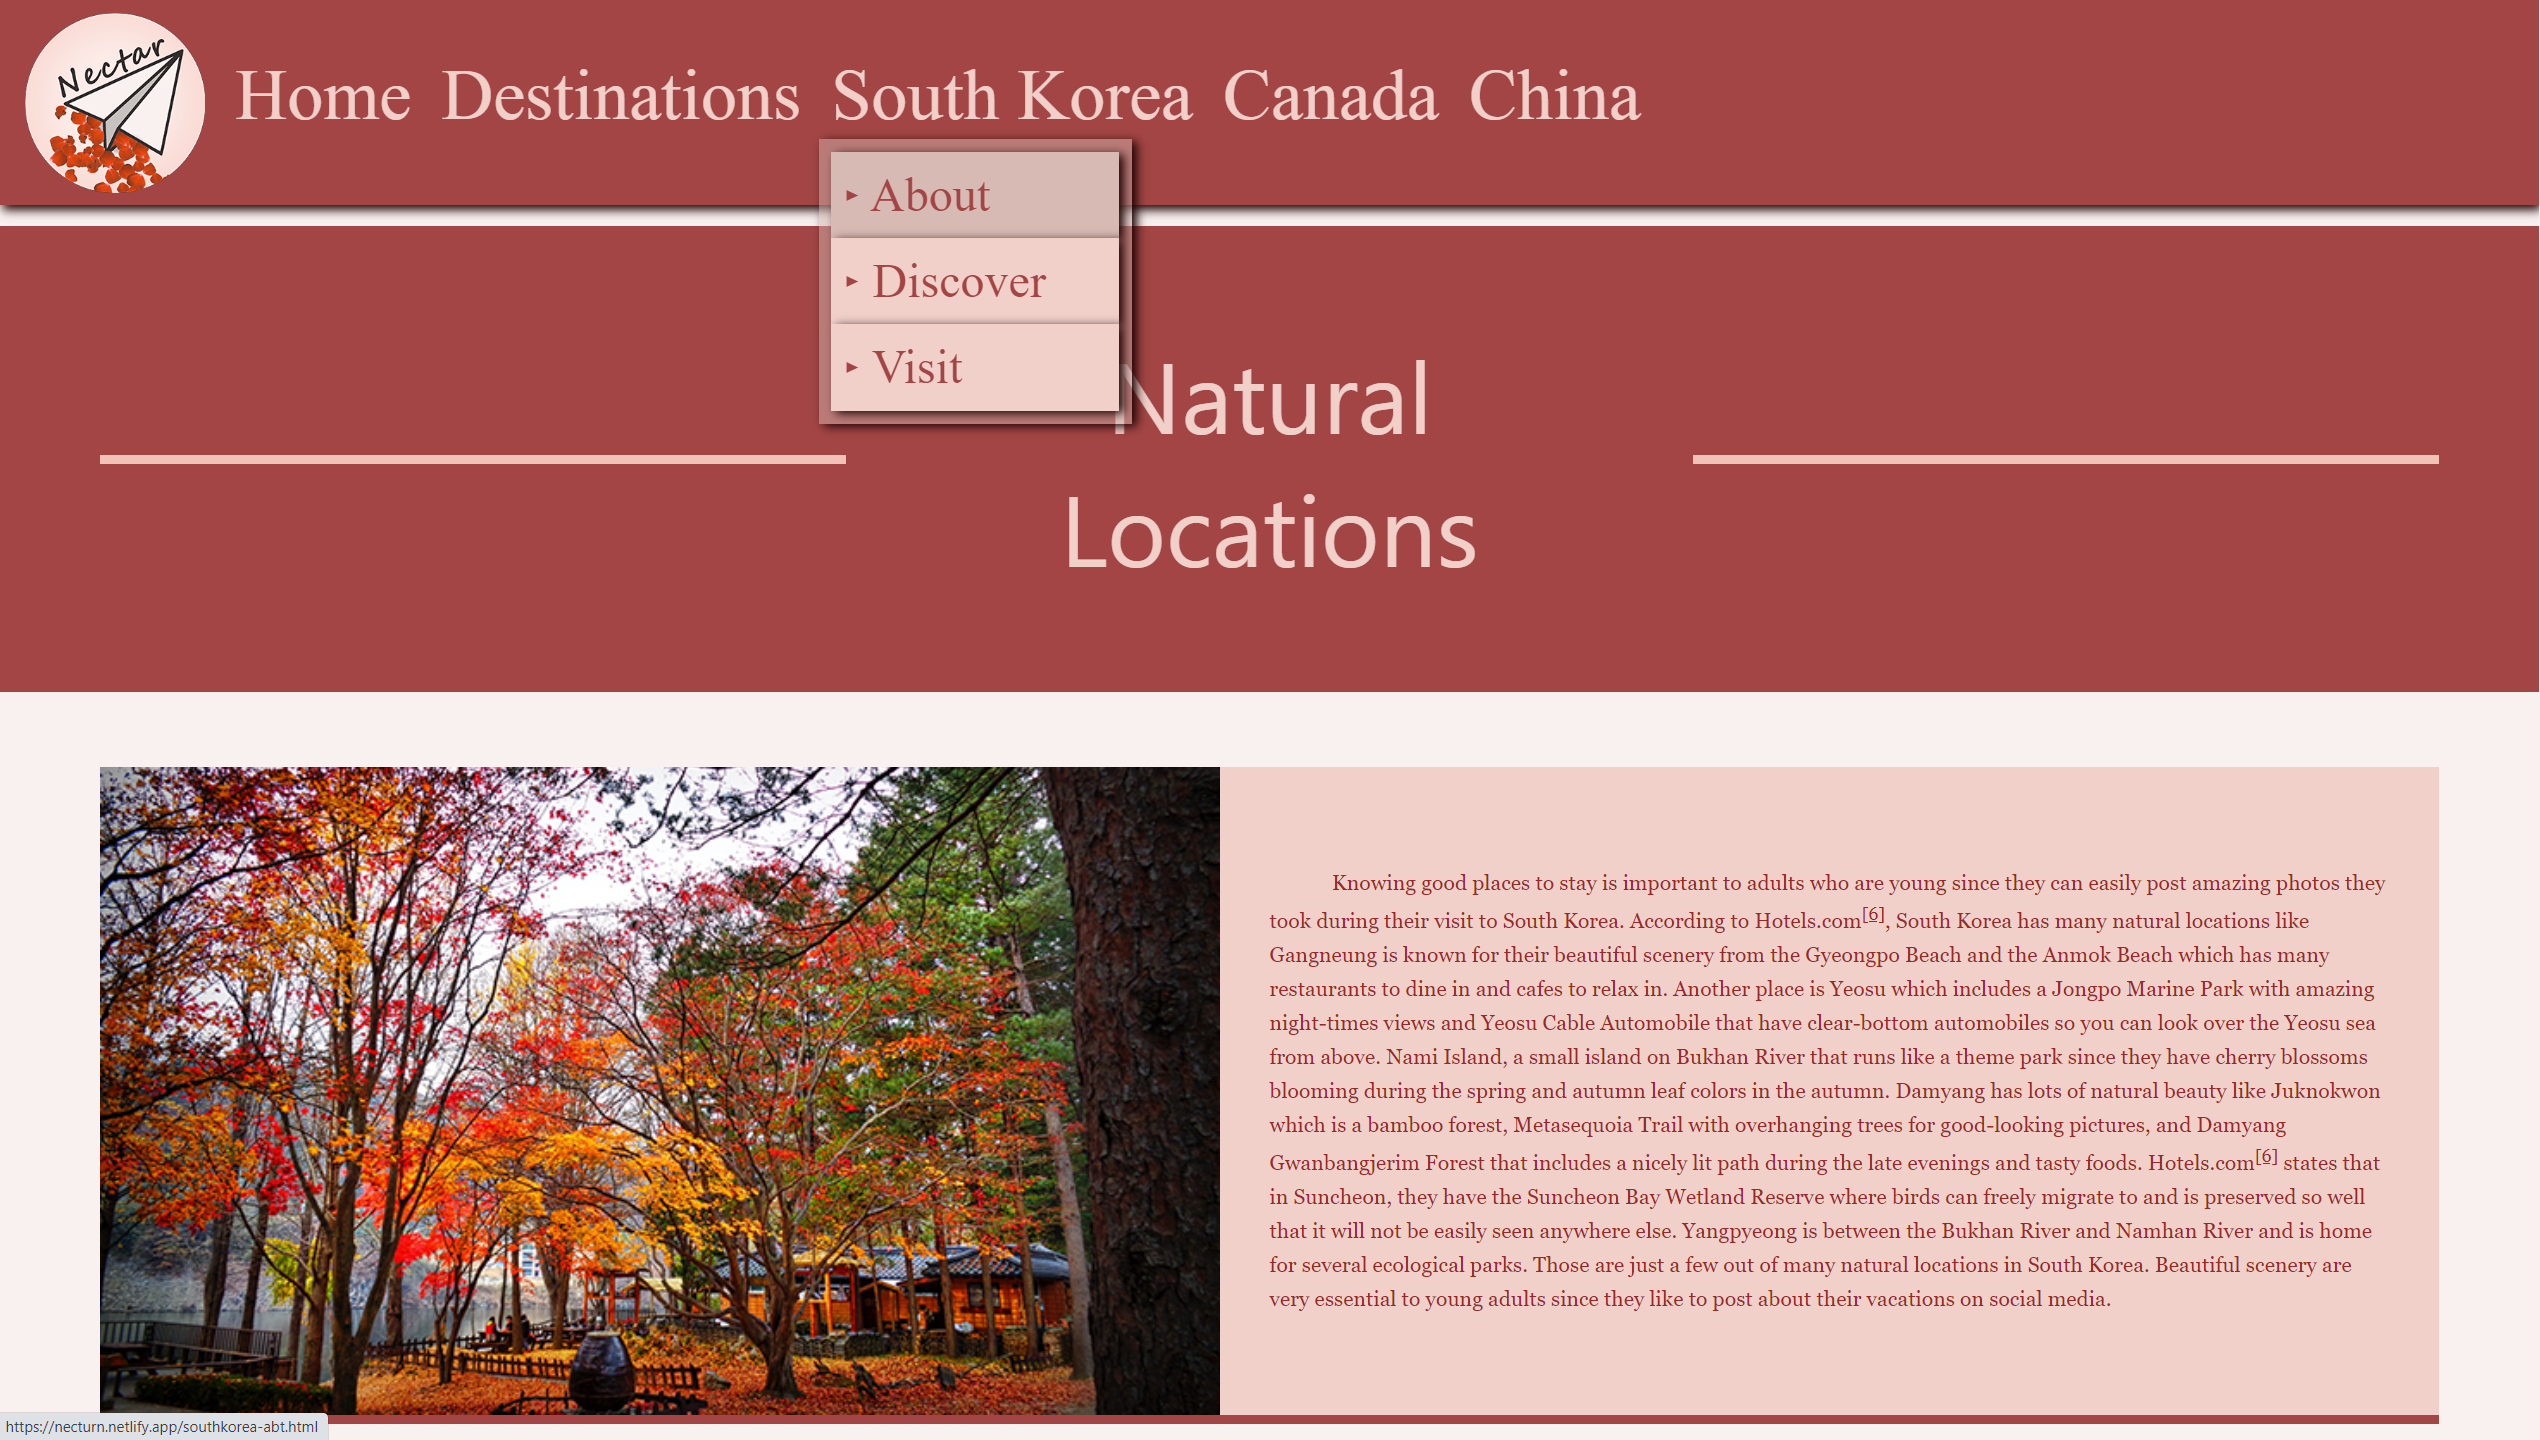 Nectar
Home Destinations South Korea Canada China
▸ About
▸ Discover
▸ Visit
Natural
Locations
Knowing good places to stay is important to adults who are young since they can easily post amazing photos they
took during their visit to South Korea. According to Hotels.com[6], South Korea has many natural locations like
Gangneung is known for their beautiful scenery from the Gyeongpo Beach and the Anmok Beach which has many
restaurants to dine in and cafes to relax in. Another place is Yeosu which includes a Jongpo Marine Park with amazing
night-times views and Yeosu Cable Automobile that have clear-bottom automobiles so you can look over the Yeosu sea
from above. Nami Island, a small island on Bukhan River that runs like a theme park since they have cherry blossoms
blooming during the spring and autumn leaf colors in the autumn. Damyang has lots of natural beauty like Juknokwon
which is a bamboo forest, Metasequoia Trail with overhanging trees for good-looking pictures, and Damyang
Gwanbangjerim Forest that includes a nicely lit path during the late evenings and tasty foods. Hotels.com[6] states that
in Suncheon, they have the Suncheon Bay Wetland Reserve where birds can freely migrate to and is preserved so well
that it will not be easily seen anywhere else. Yangpyeong is between the Bukhan River and Namhan River and is home
for several ecological parks. Those are just a few out of many natural locations in South Korea. Beautiful scenery are
very essential to young adults since they like to post about their vacations on social media.
https://necturn.netlify.app/southkorea-abt.html